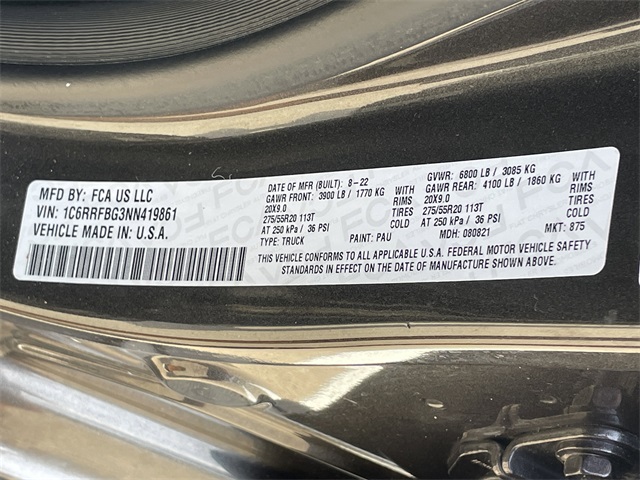 MFD BY: FCA US LLC
VIN: 1C6RRFBG3NN419861
VEHICLE MADE IN: U.S.A.
DATE OF MFR (BUILT): 8-22 GVWR: 6800 LB / 3085 KG
GAWR FRONT: 3900 LB / 1770 KG WITH GAWR REAR: 4100 LB / 1860 KG WITH
20X9.0 RIMS 20X9.0 RIMS
275/55R20 113T TIRES 275/55R20 113T TIRES
AT 250 kPa / 36 PSI COLD AT 250 kPa / 36 PSI COLD
TYPE: TRUCK PAINT: PAU MDH: 080821 MKT: 875
THIS VEHICLE CONFORMS TO ALL APPLICABLE U.S.A. FEDERAL MOTOR VEHICLE SAFETY
STANDARDS IN EFFECT ON THE DATE OF MANUFACTURE SHOWN ABOVE.